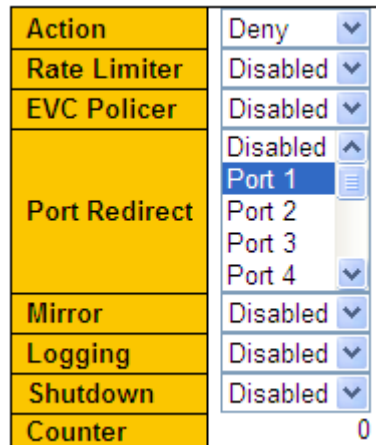 Action Deny
Rate Limiter Disabled
EVC Policer Disabled
Port Redirect
Disabled
Port 1
Port 2
Port 3
Port 4
Mirror Disabled
Logging Disabled
Shutdown Disabled
Counter 0